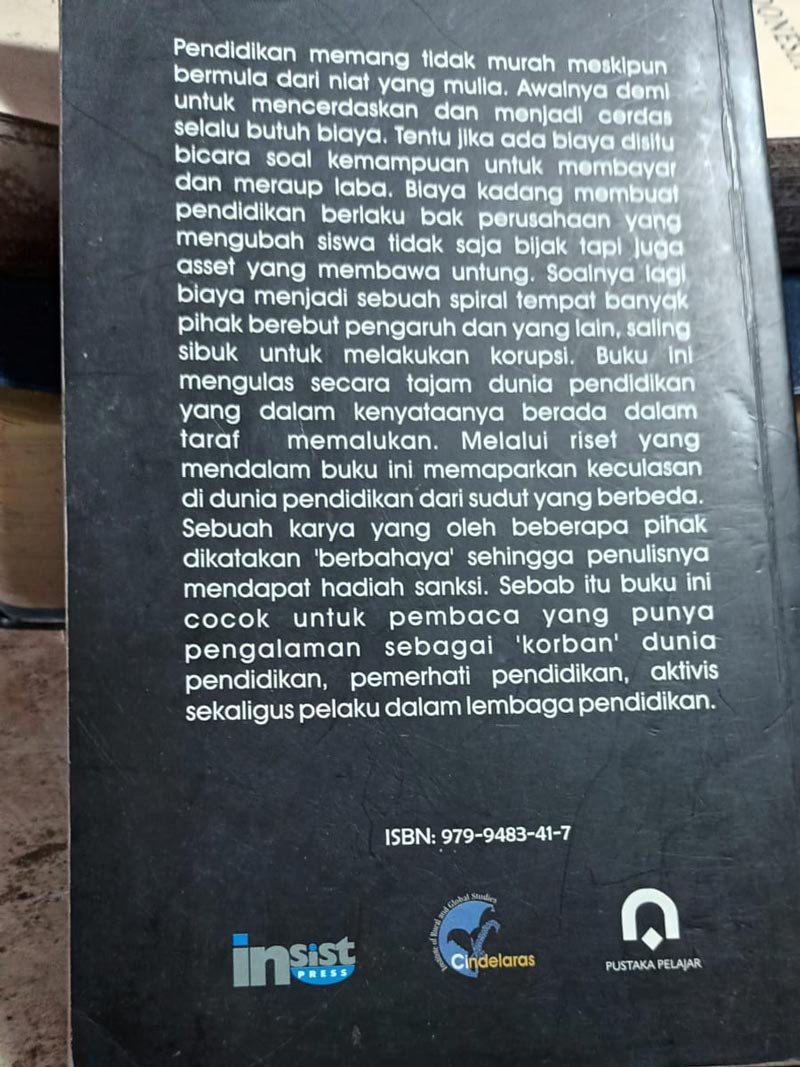 Pendidikan memang tidak murah meskipun
bermula dari niat yang mulia. Awalnya demi
untuk mencerdaskan dan menjadi cerdas
selalu butuh biaya. Tentu jika ada biaya disitu
bicara soal kemampuan untuk membayar
dan meraup laba. Biaya kadang membuat
pendidikan berlaku bak perusahaan yang
mengubah siswa tidak saja bijak tapi juga
asset yang membawa untung. Soalnya lagi
biaya menjadi sebuah spiral tempat banyak
pihak berebut pengaruh dan yang lain, saling
sibuk untuk melakukan korupsi. Buku ini
mengulas secara tajam dunia pendidikan
yang dalam kenyataanya berada dalam
taraf memalukan. Melalui riset yang
mendalam buku ini memaparkan keculasan
di dunia pendidikan dari sudut yang berbeda.
Sebuah karya yang oleh beberapa pihak
dikatakan 'berbahaya' sehingga penulisnya
mendapat hadiah sanksi. Sebab itu buku ini
cocok untuk pembaca yang punya
pengalaman sebagai 'korban' dunia
pendidikan, pemerhati pendidikan, aktivis
sekaligus pelaku dalam lembaga pendidikan.
ISBN: 979-9483-41-7
insist
PRESS
Institute of Rural and Global Studies
Cindelaras
PUSTAKA PELAJAR